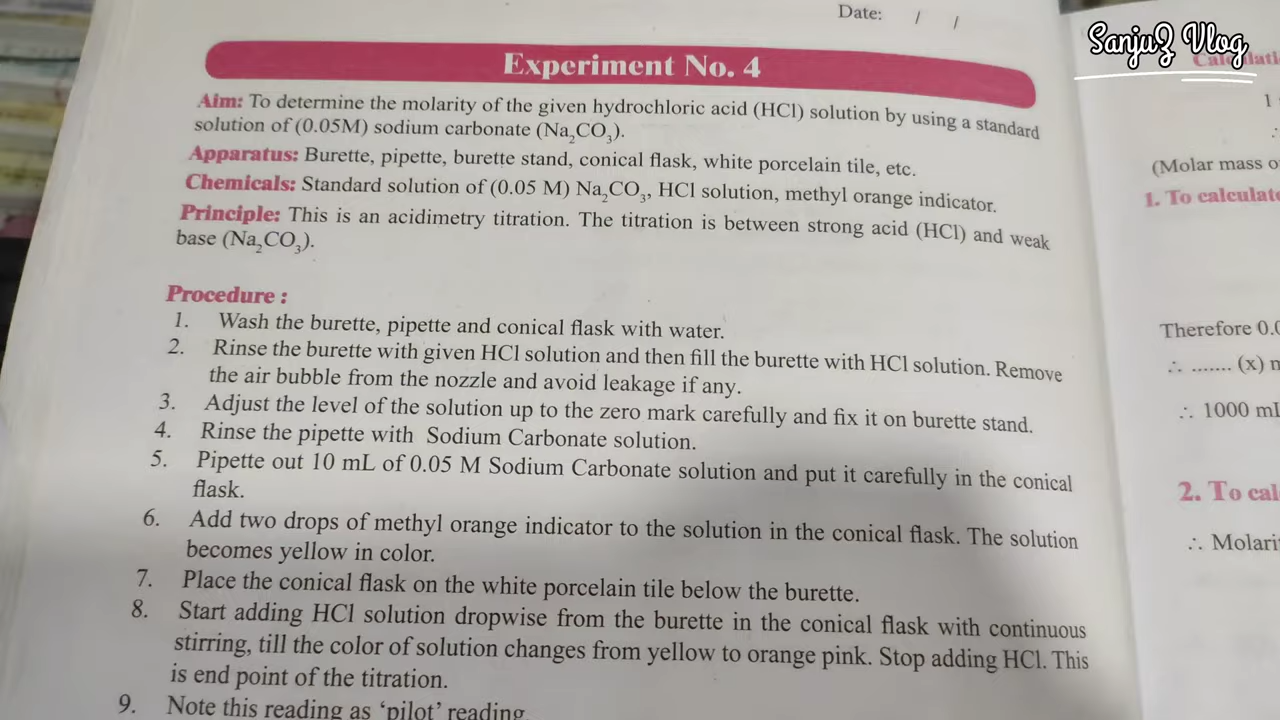 Date: / /
SanjuZ Vlog
Experiment No. 4
Aim: To determine the molarity of the given hydrochloric acid (HCl) solution by using a standard
solution of (0.05M) sodium carbonate (Na₂CO₃).
Apparatus: Burette, pipette, burette stand, conical flask, white porcelain tile, etc.
Chemicals: Standard solution of (0.05 M) Na₂CO₃, HCl solution, methyl orange indicator.
Principle: This is an acidimetry titration. The titration is between strong acid (HCl) and weak
base (Na₂CO₃).
Procedure :
1. Wash the burette, pipette and conical flask with water.
2. Rinse the burette with given HCl solution and then fill the burette with HCl solution. Remove
the air bubble from the nozzle and avoid leakage if any.
3. Adjust the level of the solution up to the zero mark carefully and fix it on burette stand.
4. Rinse the pipette with Sodium Carbonate solution.
5. Pipette out 10 mL of 0.05 M Sodium Carbonate solution and put it carefully in the conical
flask.
6. Add two drops of methyl orange indicator to the solution in the conical flask. The solution
becomes yellow in color.
7. Place the conical flask on the white porcelain tile below the burette.
8. Start adding HCl solution dropwise from the burette in the conical flask with continuous
stirring, till the color of solution changes from yellow to orange pink. Stop adding HCl. This
is end point of the titration.
9. Note this reading as ‘pilot’ reading.
1
(Molar mass
1. To
Therefore
∴ ....... (x)
∴ 1000
2. To
∴